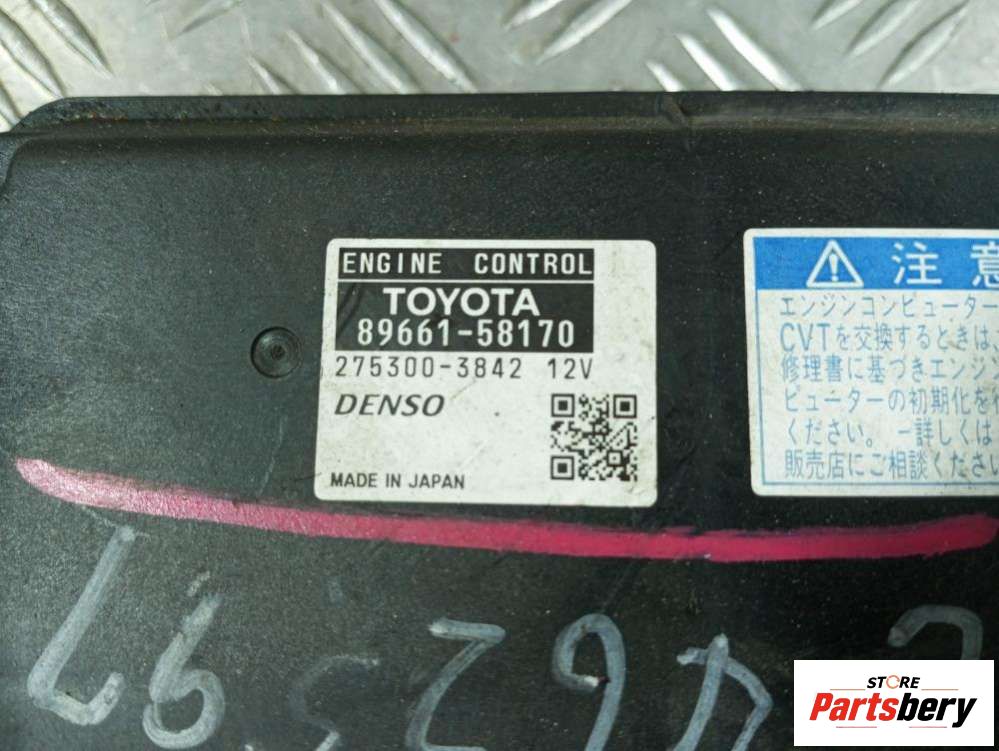 ENGINE CONTROL
TOYOTA
89661-58170
275300-3842 12V
DENSO
MADE IN JAPAN
注意
エンジンコンピューター
CVTを交換するときは、
修理書に基づきエンジン
ピューターの初期化を
ください。 ー詳しくは
販売店にご相談ください
STORE
Partsbery